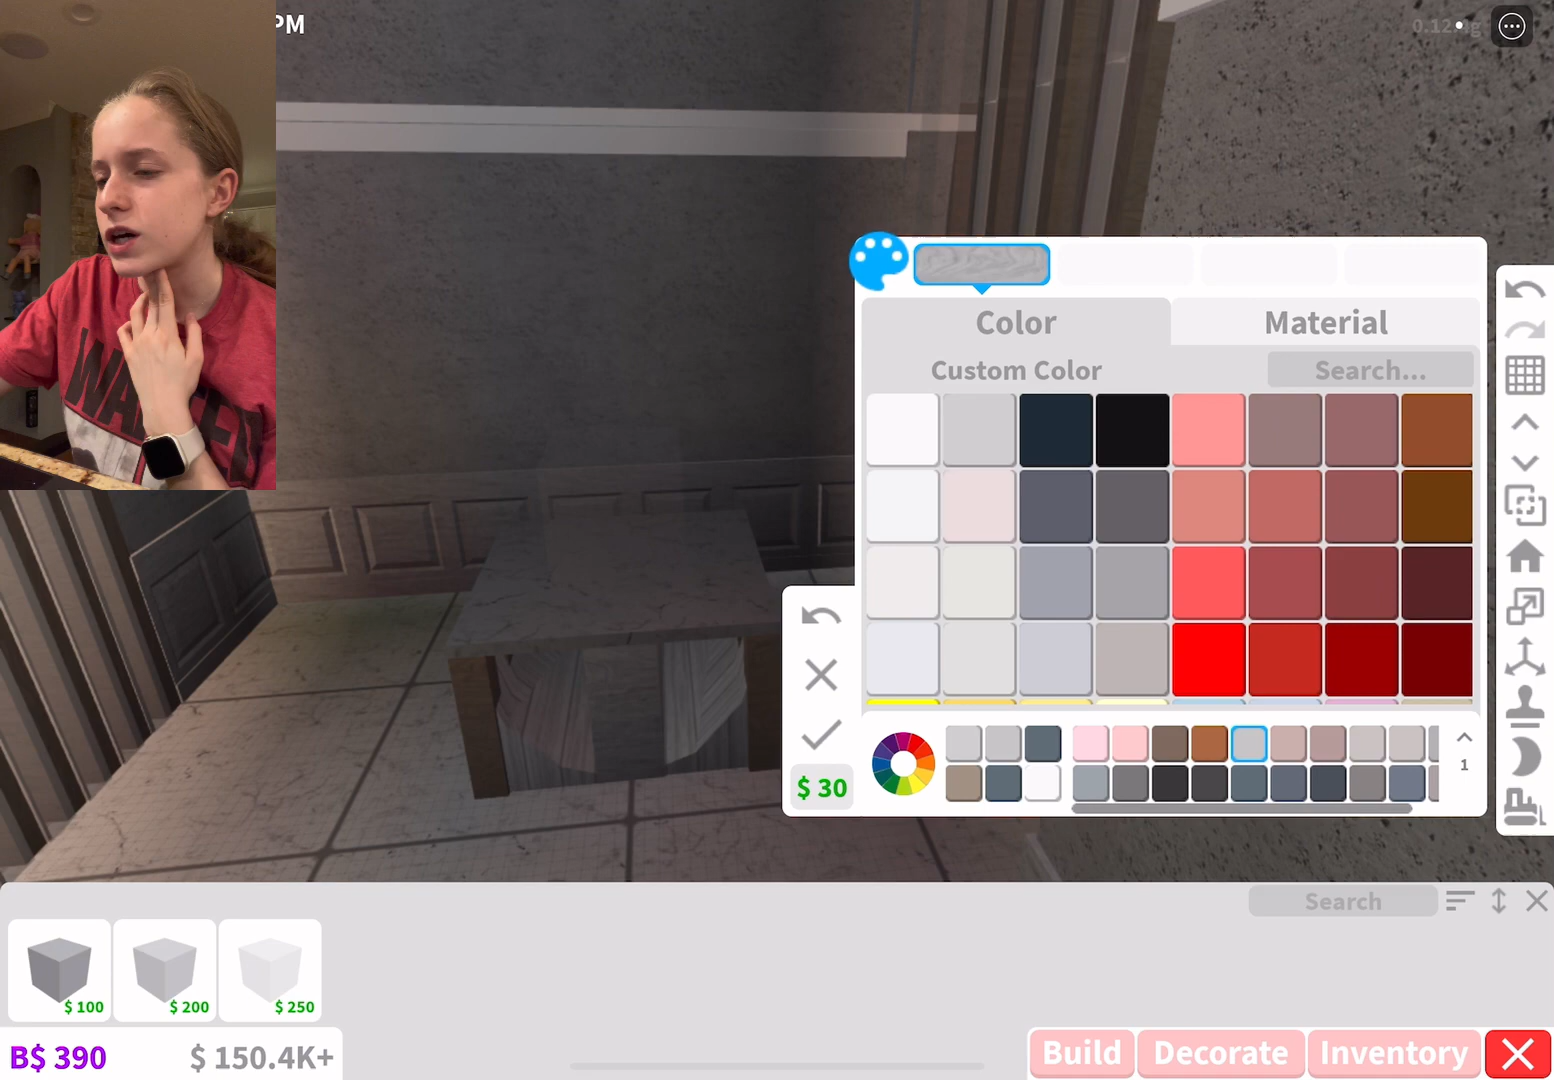 PM
Color
Material
Custom Color
Search...
$ 30
1
Search
$ 100
$ 200
$ 250
B$ 390
$ 150.4K+
Build
Decorate
Inventory